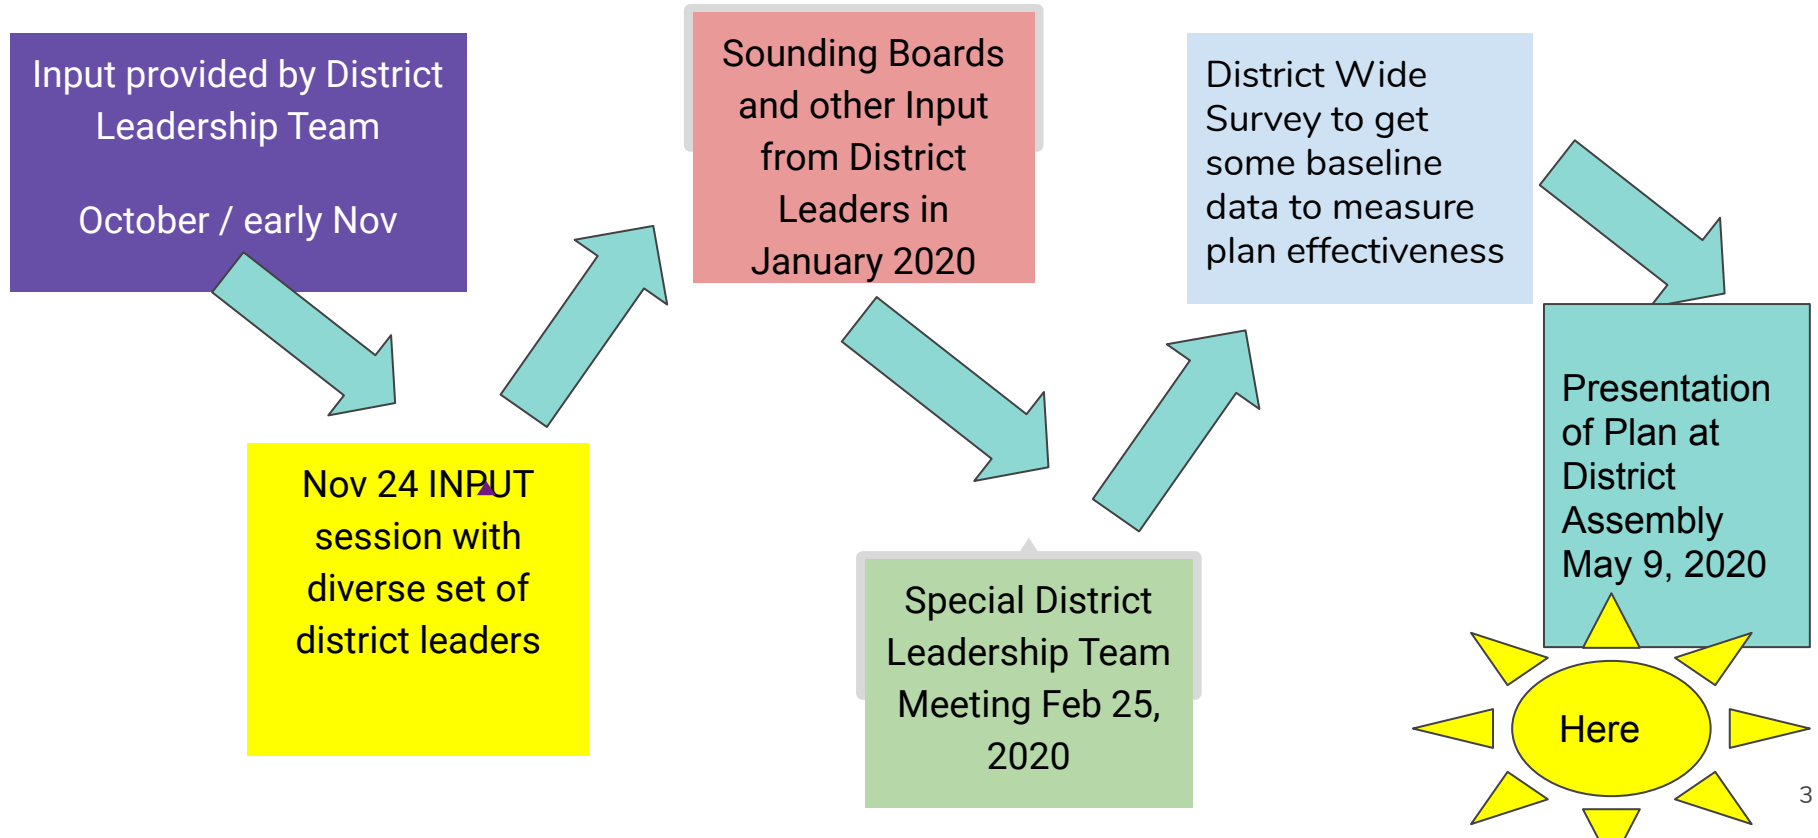 Input provided by District
Leadership Team
October / early Nov
Nov 24 INPUT
session with
diverse set of
district leaders
Sounding Boards
and other Input
from District
Leaders in
January 2020
Special District
Leadership Team
Meeting Feb 25,
2020
District Wide
Survey to get
some baseline
data to measure
plan effectiveness
Presentation
of Plan at
District
Assembly
May 9, 2020
Here
3